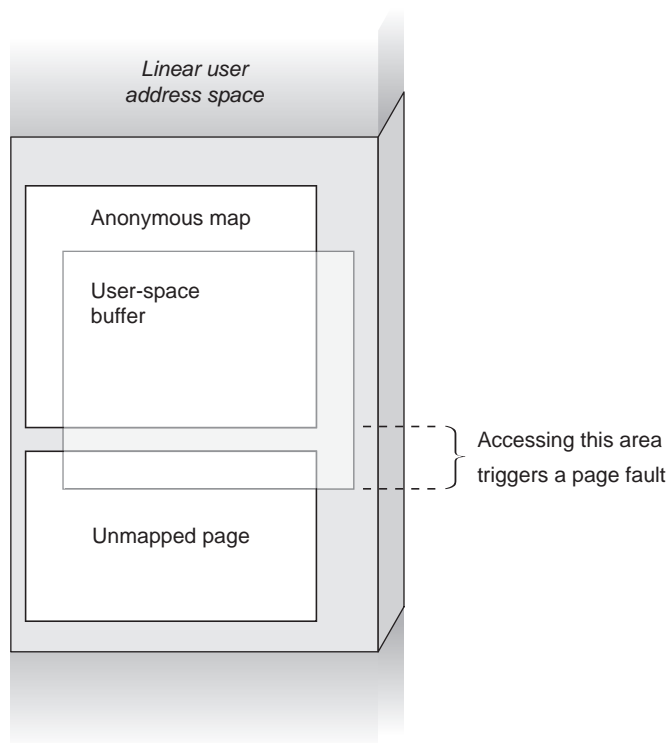 Linear user
address space
Anonymous map
User-space
buffer
Accessing this area
triggers a page fault
Unmapped page